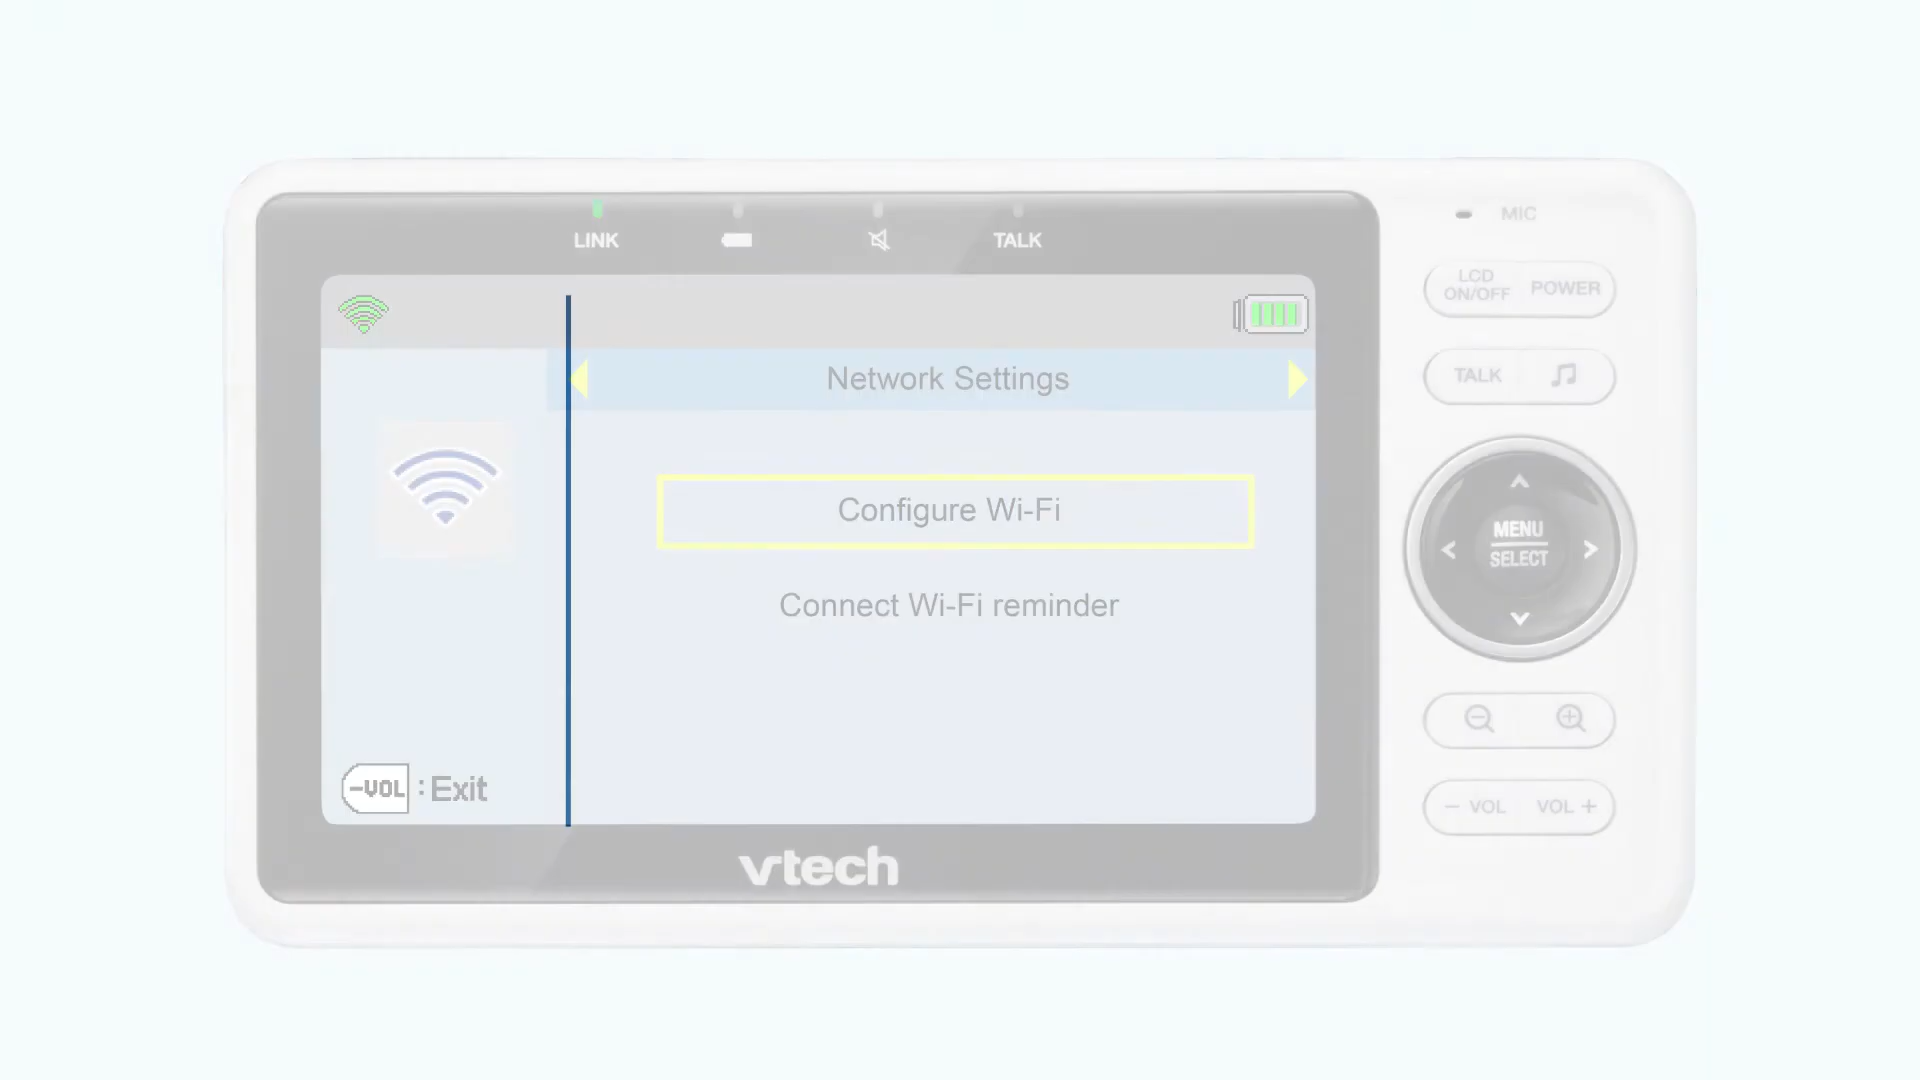 LINK
TALK
MIC
LCD
ON/OFF
POWER
Network Settings
TALK
Configure Wi-Fi
MENU
SELECT
Connect Wi-Fi reminder
-VOL : Exit
− VOL VOL +
vtech